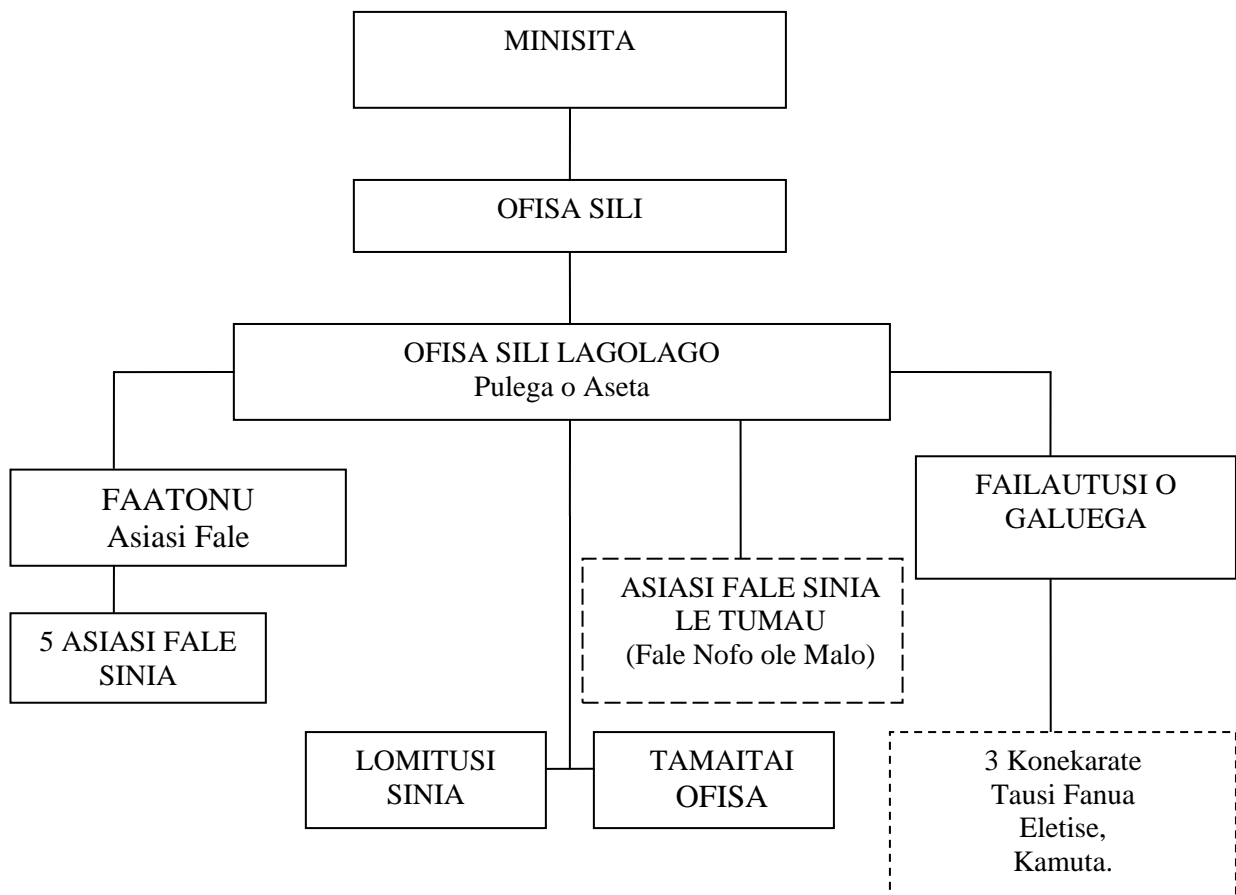 MINISITA
OFISA SILI
OFISA SILI LAGOLAGO
Pulega o Aseta
FAATONU
Asiasi Fale
5 ASIASI FALE
SINIA
ASIASI FALE SINIA
LE TUMAU
(Fale Nofo ole Malo)
FAILAUTUSI O
GALUEGA
LOMITUSI
SINIA
TAMAITAI
OFISA
3 Konekarate
Tausi Fanua
Eletise,
Kamuta.